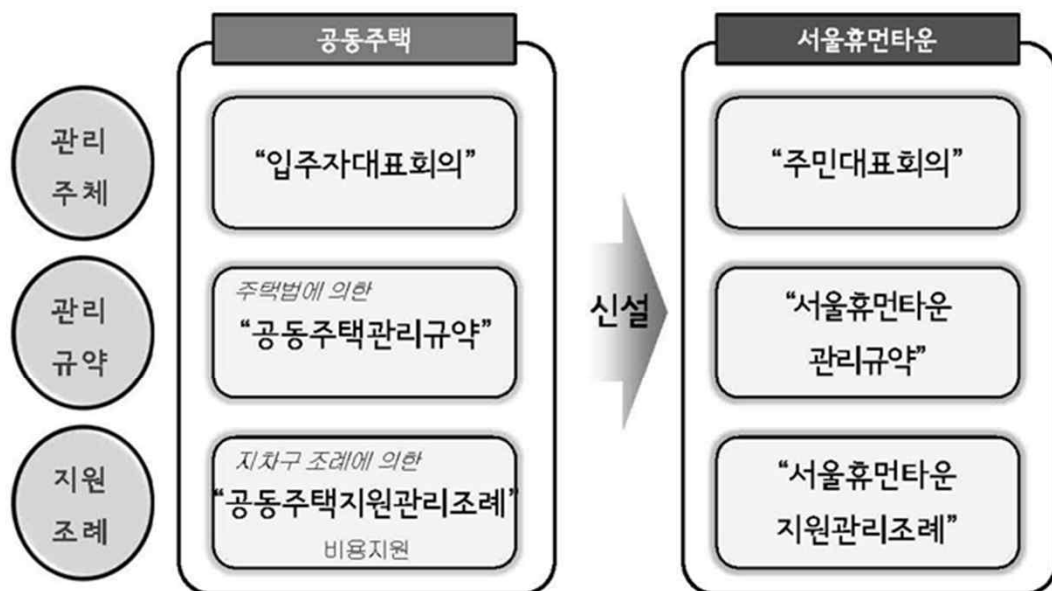 공동주택
서울휴먼타운
관리
주체
“입주자대표회의”
“주민대표회의”
관리
규약
주택법에 의한
“공동주택관리규약”
신설
“서울휴먼타운
관리규약”
지원
조례
지차구 조례에 의한
“공동주택지원관리조례”
비용지원
“서울휴먼타운
지원관리조례”